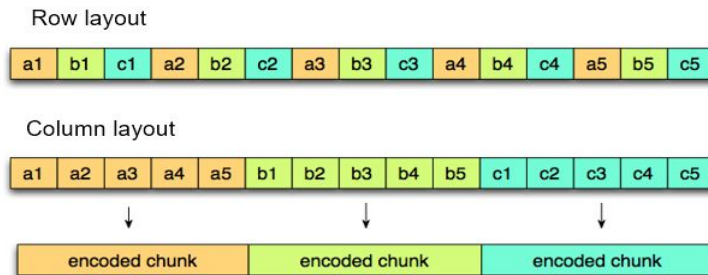 Row layout
a1 b1 c1 a2 b2 c2 a3 b3 c3 a4 b4 c4 a5 b5 c5
Column layout
a1 a2 a3 a4 a5 b1 b2 b3 b4 b5 c1 c2 c3 c4 c5
encoded chunk encoded chunk encoded chunk